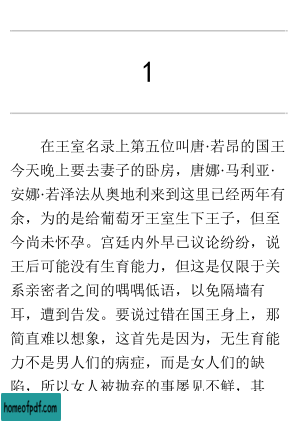 1
在王室名录上第五位叫唐·若昂的国王
今天晚上要去妻子的卧房，唐娜·马利亚·
安娜·若泽法从奥地利来到这里已经两年有
余，为的是给葡萄牙王室生下王子，但至
今尚未怀孕。宫廷内外早已议论纷纷，说
王后可能没有生育能力，但这是仅限于关
系亲密者之间的喁喁低语，以免隔墙有
耳，遭到告发。要说过错在国王身上，那
简直难以想象，这首先是因为，无生育能
力不是男人们的病症，而是女人们的缺
陷，所以女人被抛弃的事屡见不鲜，其
homeofpdf.com